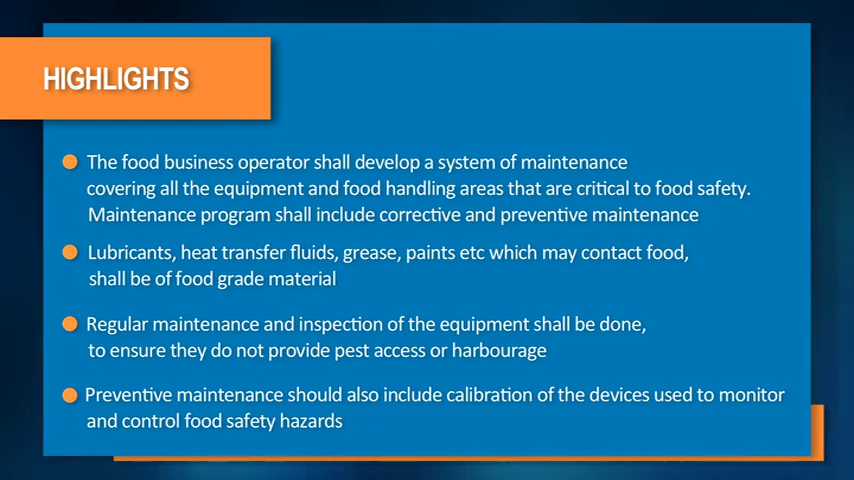 HIGHLIGHTS
The food business operator shall develop a system of maintenance
covering all the equipment and food handling areas that are critical to food safety.
Maintenance program shall include corrective and preventive maintenance
Lubricants, heat transfer fluids, grease, paints etc which may contact food,
shall be of food grade material
Regular maintenance and inspection of the equipment shall be done,
to ensure they do not provide pest access or harbourage
Preventive maintenance should also include calibration of the devices used to monitor
and control food safety hazards